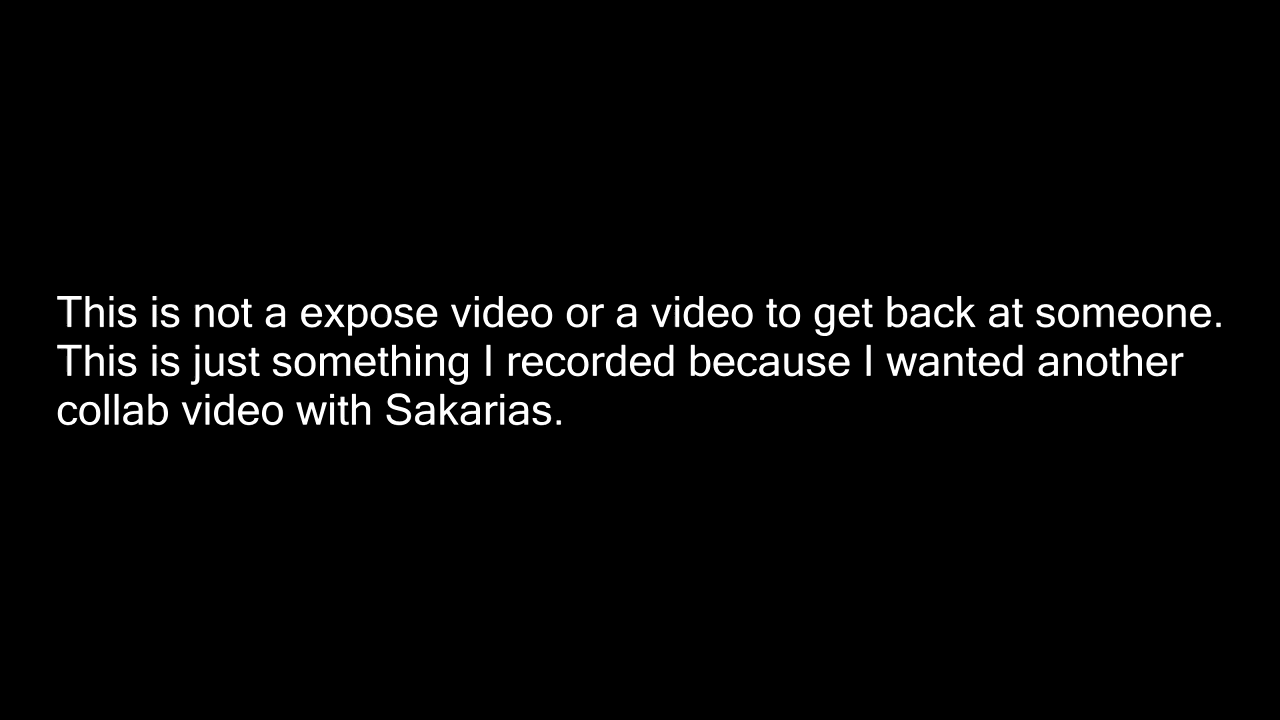 This is not a expose video or a video to get back at someone.
This is just something I recorded because I wanted another
collab video with Sakarias.